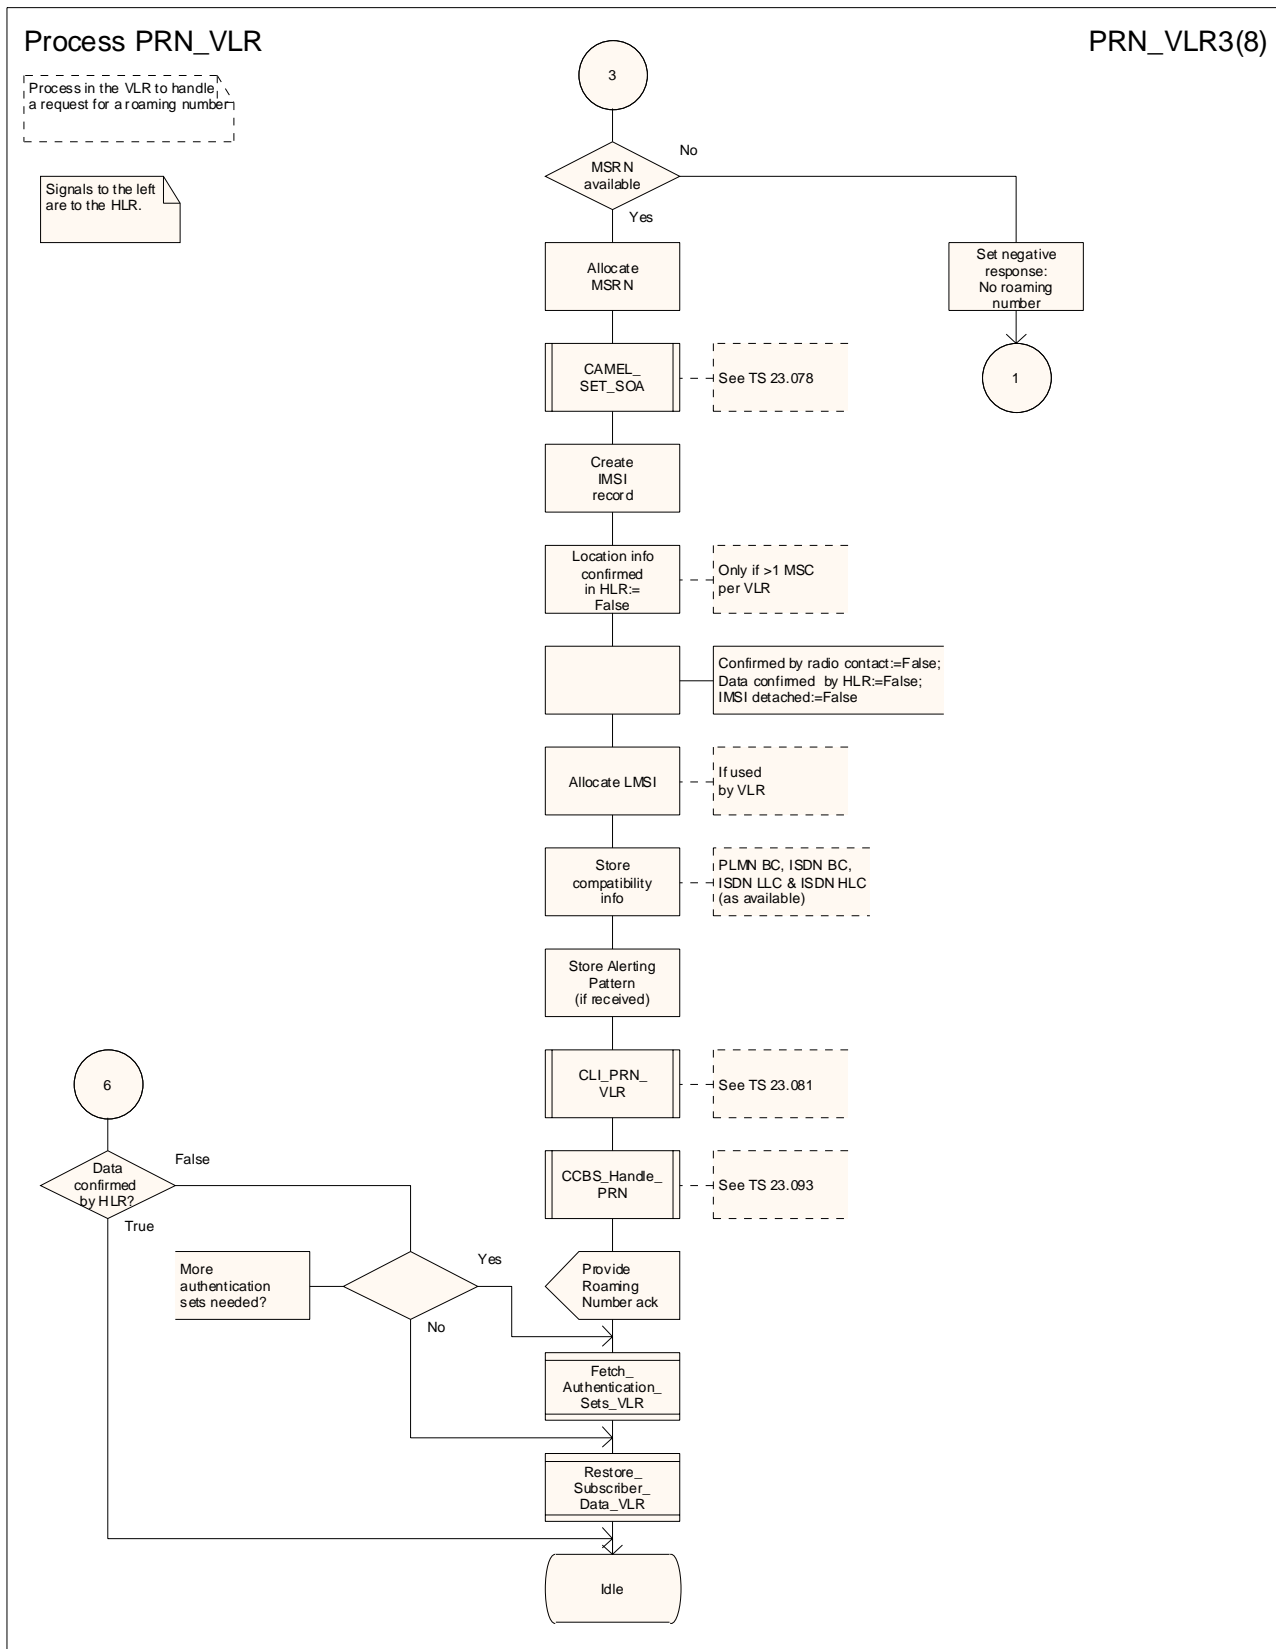 Process PRN_VLR
PRN_VLR3(8)
Process in the VLR to handle
a request for a roaming number
Signals to the left
are to the HLR.
3
MSRN
available
No
Yes
Allocate
MSRN
Set negative
response:
No roaming
number
1
CAMEL_
SET_SOA
See TS 23.078
Create
IMSI
record
Location info
confirmed
in HLR:=
False
Only if >1 MSC
per VLR
Confirmed by radio contact:=False;
Data confirmed by HLR:=False;
IMSI detached:=False
Allocate LMSI
If used
by VLR
Store
compatibility
info
PLMN BC, ISDN BC,
ISDN LLC & ISDN HLC
(as available)
Store Alerting
Pattern
(if received)
CLI_PRN_
VLR
See TS 23.081
6
Data
confirmed
by HLR?
False
True
CCBS_Handle_
PRN
See TS 23.093
More
authentication
sets needed?
Yes
No
Provide
Roaming
Number ack
Fetch_
Authentication_
Sets_VLR
Restore_
Subscriber_
Data_VLR
Idle